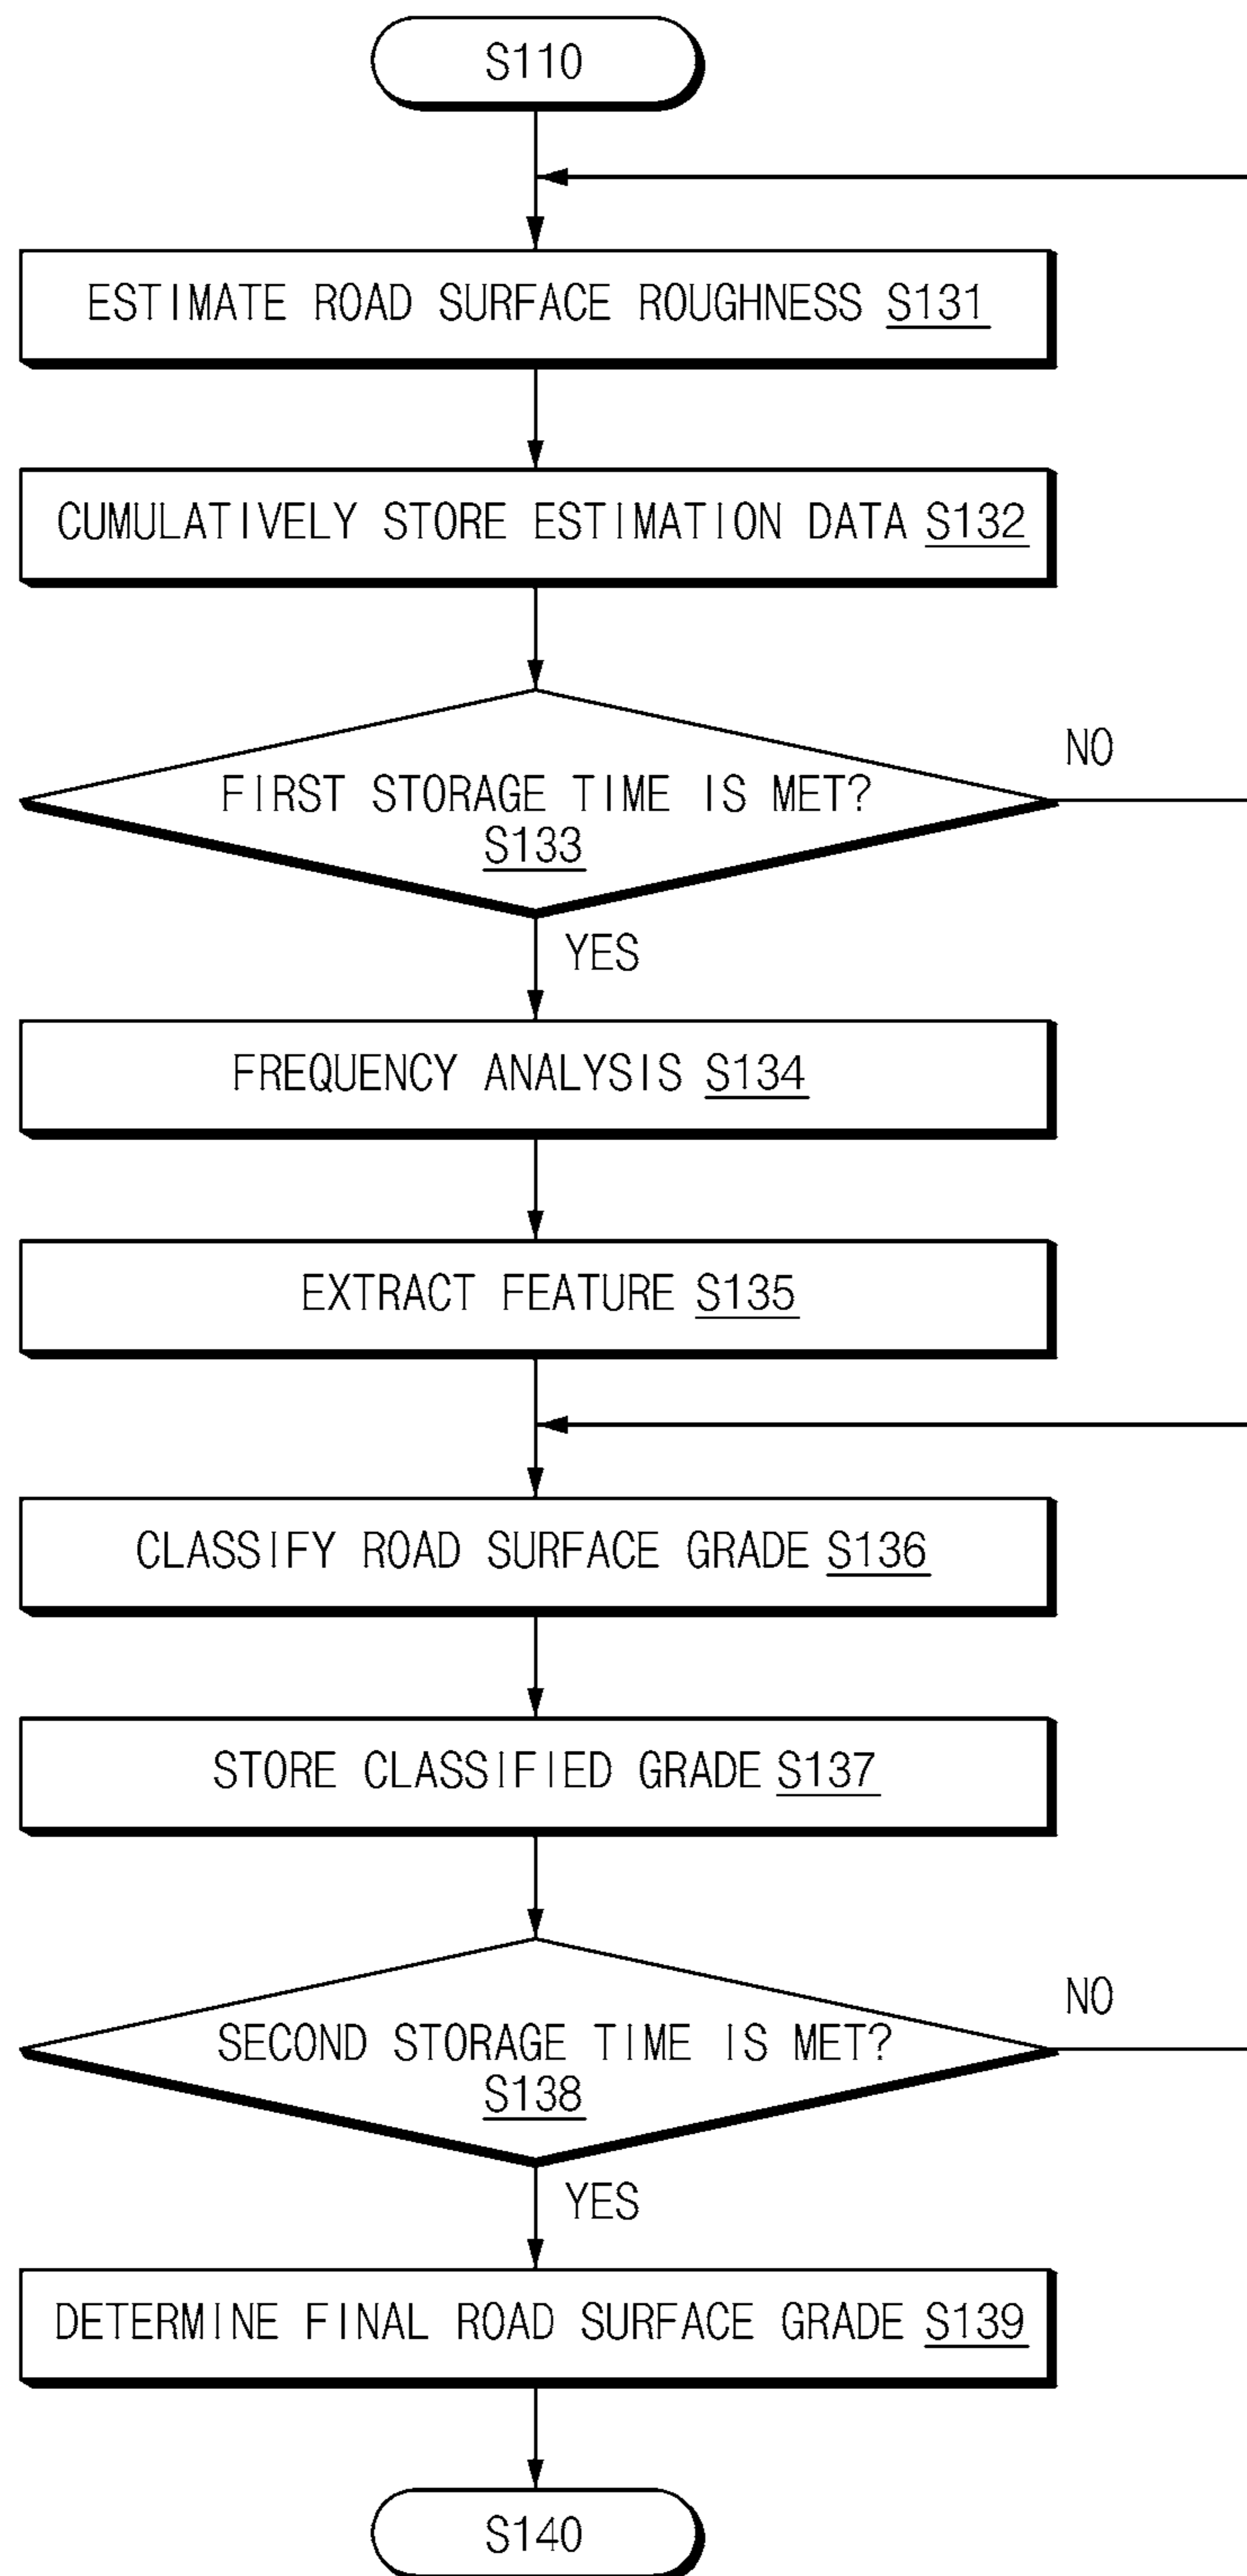 S110
ESTIMATE ROAD SURFACE ROUGHNESS S131
CUMULATIVELY STORE ESTIMATION DATA S132
NO
FIRST STORAGE TIME IS MET?
S133
YES
FREQUENCY ANALYSIS S134
EXTRACT FEATURE S135
CLASSIFY ROAD SURFACE GRADE S136
STORE CLASSIFIED GRADE S137
NO
SECOND STORAGE TIME IS MET?
S138
YES
DETERMINE FINAL ROAD SURFACE GRADE S139
S140